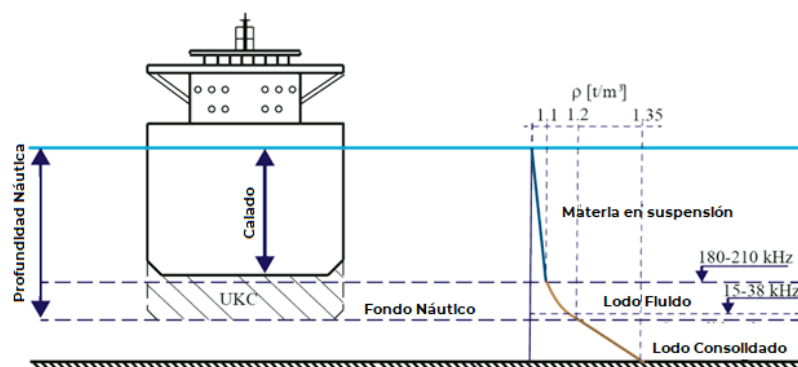 ρ [t/m³]
1.1
1.2
1.35
Profundidad Náutica
Calado
Materia en suspensión
180-210 kHz
15-38 kHz
UKC
Fondo Náutico
Lodo Fluido
Lodo Consolidado